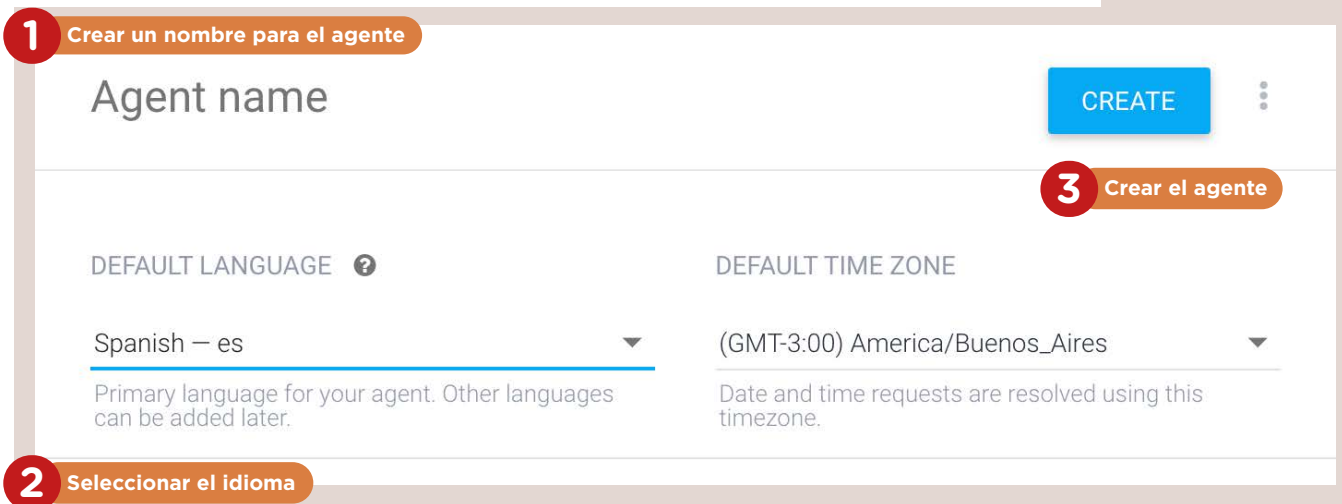 1 Crear un nombre para el agente
Agent name
CREATE
3 Crear el agente
DEFAULT LANGUAGE ?
DEFAULT TIME ZONE
Spanish — es
(GMT-3:00) America/Buenos_Aires
Primary language for your agent. Other languages
can be added later.
Date and time requests are resolved using this
timezone.
2 Seleccionar el idioma